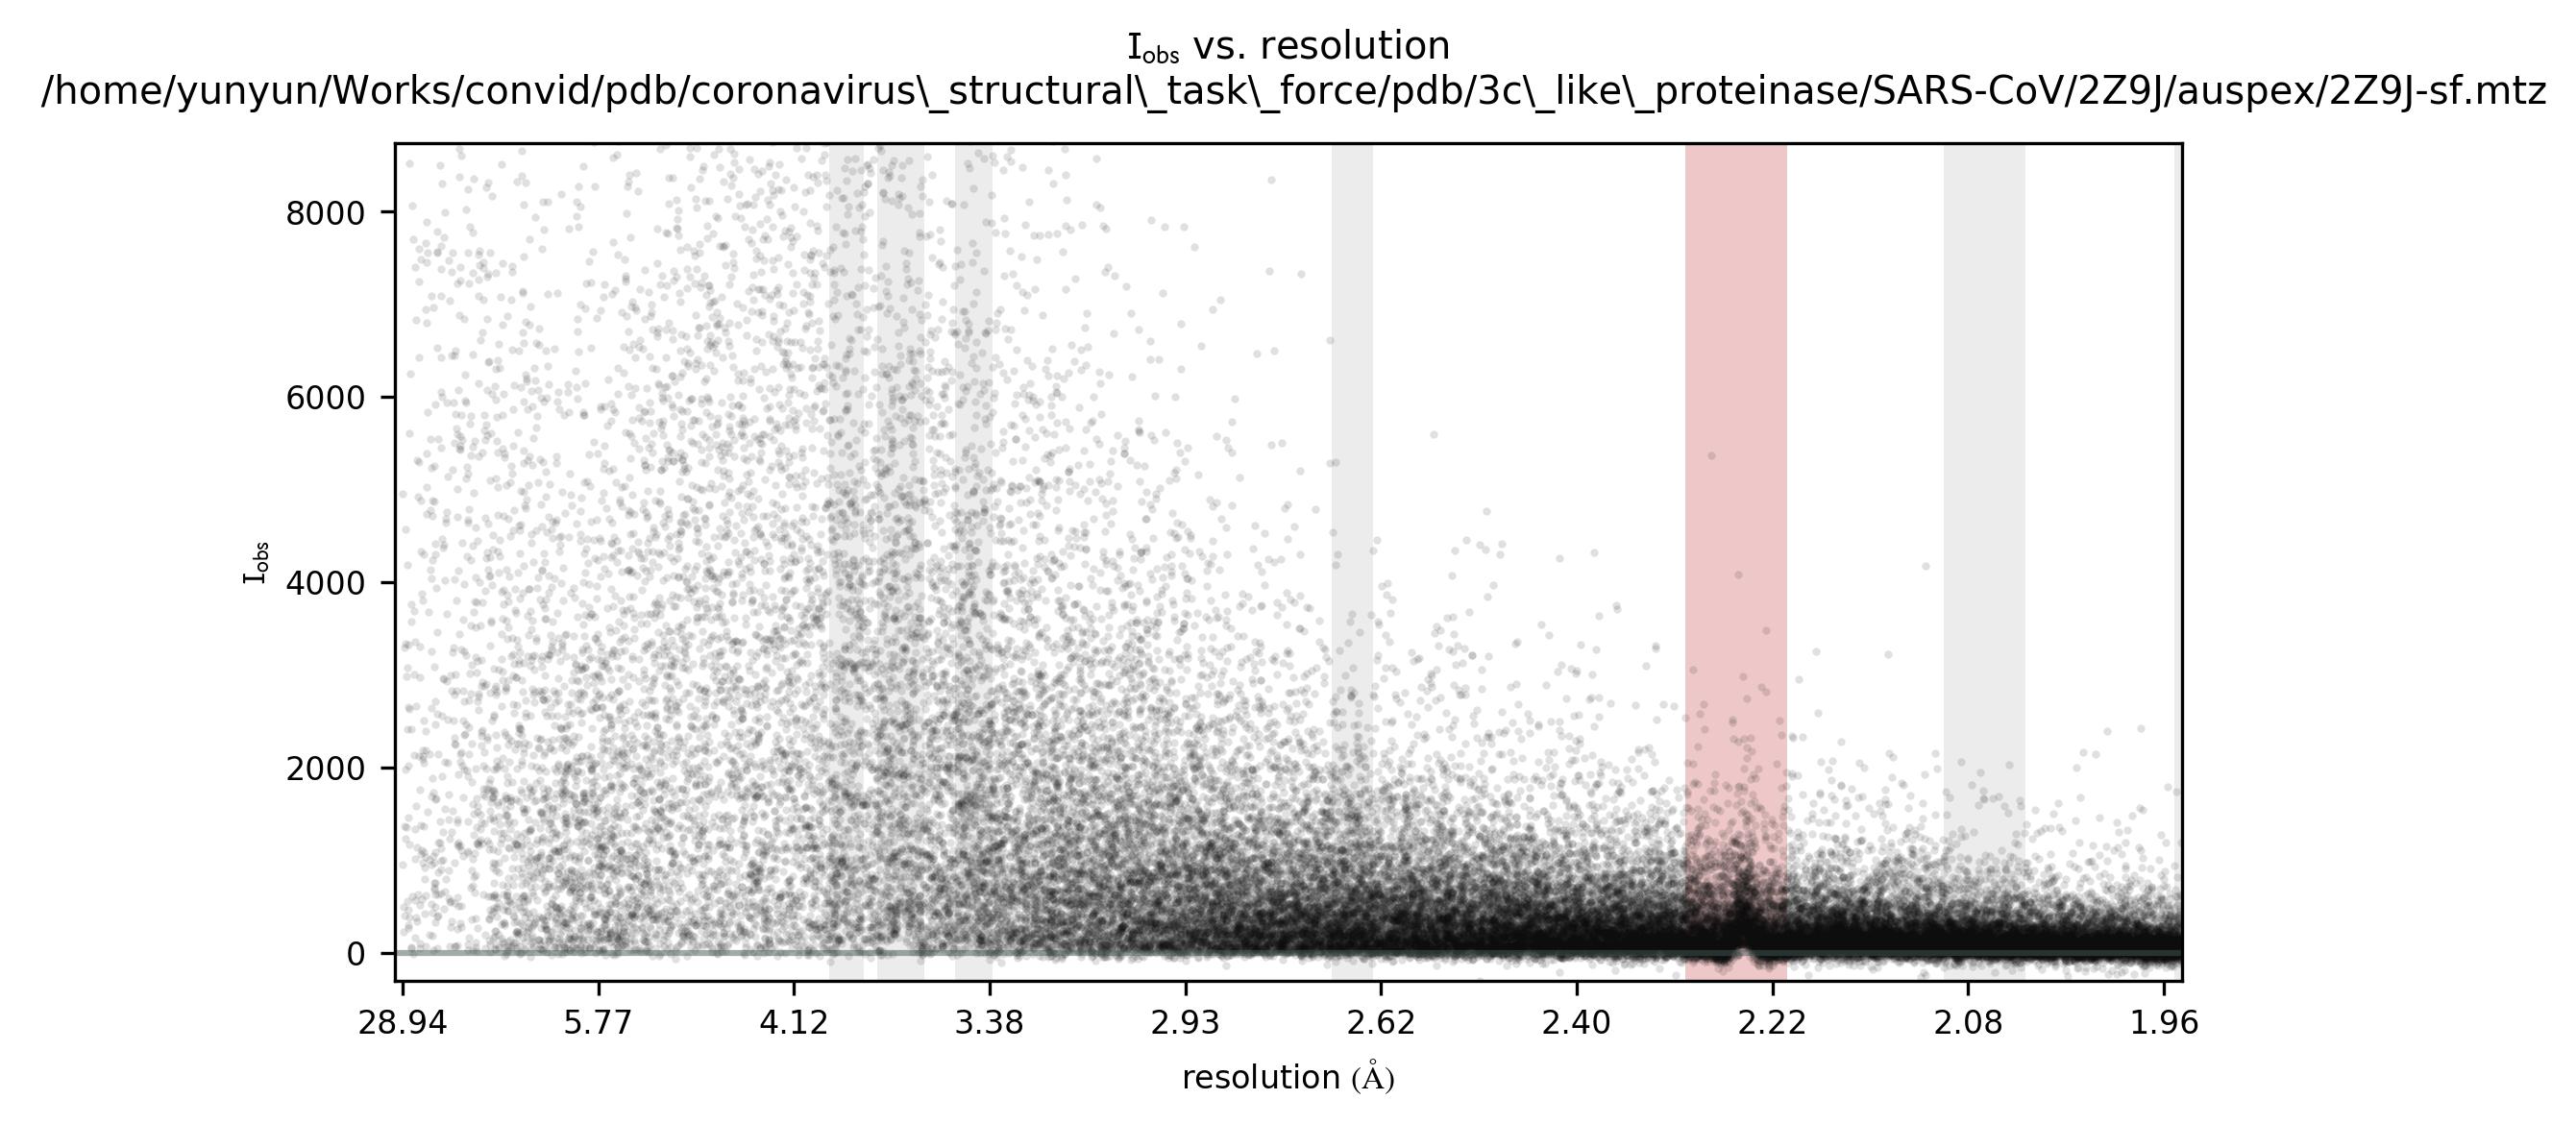 Iobs vs. resolution
/home/yunyun/Works/convid/pdb/coronavirus\_structural\_task\_force/pdb/3c\_like\_proteinase/SARS-CoV/2Z9J/auspex/2Z9J-sf.mtz
8000
6000
4000
2000
0
Iobs
28.94 5.77 4.12 3.38 2.93 2.62 2.40 2.22 2.08 1.96
resolution (Å)